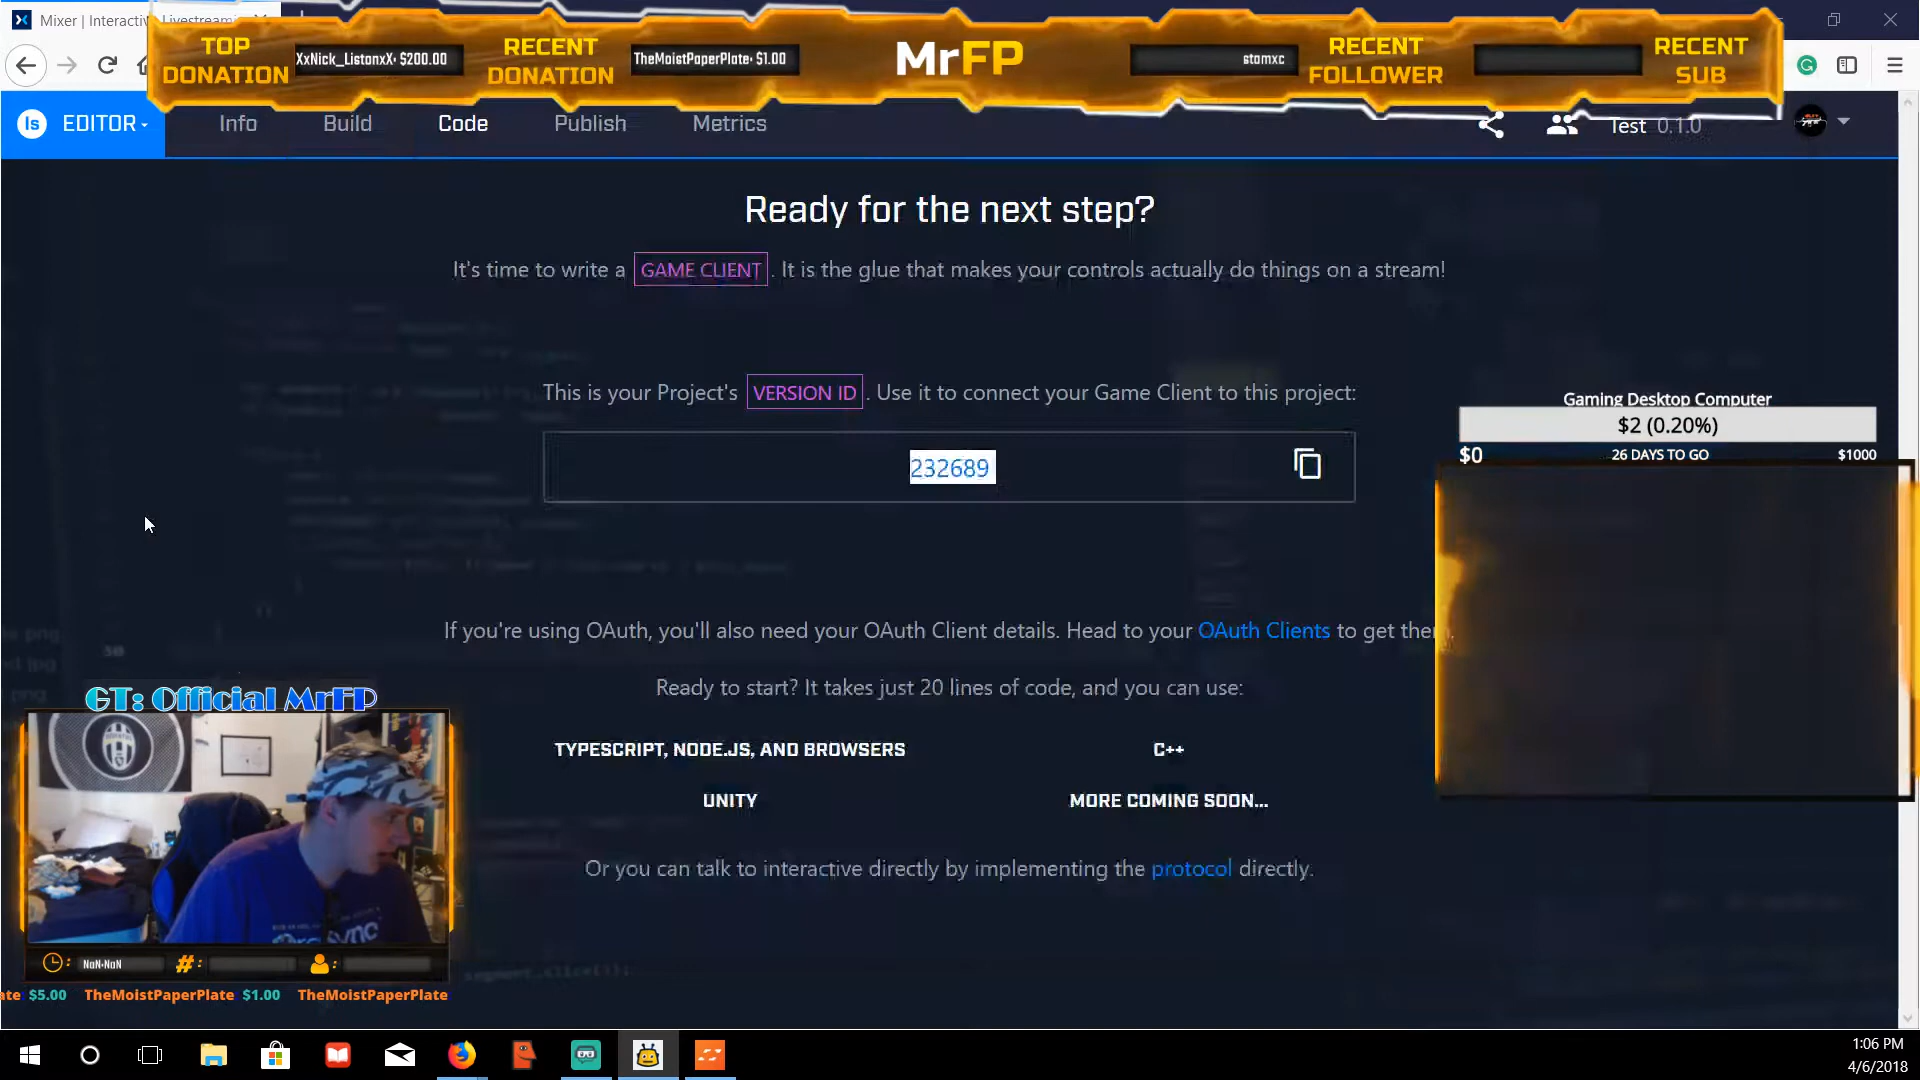 Mixer | Interactiv
TOP DONATION
XxNick_ListonxX: $200.00
RECENT DONATION
TheMoistPaperPlate: $1.00
MrFP
stamxc
RECENT FOLLOWER
RECENT SUB
ls EDITOR
Info
Build
Code
Publish
Metrics
Test 0.1.0
Ready for the next step?
It's time to write a GAME CLIENT . It is the glue that makes your controls actually do things on a stream!
This is your Project's VERSION ID . Use it to connect your Game Client to this project:
232689
Gaming Desktop Computer
$2 (0.20%)
$0 26 DAYS TO GO $1000
If you're using OAuth, you'll also need your OAuth Client details. Head to your OAuth Clients to get them.
Ready to start? It takes just 20 lines of code, and you can use:
TYPESCRIPT, NODE.JS, AND BROWSERS
C++
UNITY
MORE COMING SOON...
Or you can talk to interactive directly by implementing the protocol directly.
GT: Official MrFP
NaN:NaN
#:
ate $5.00 TheMoistPaperPlate $1.00 TheMoistPaperPlate
1:06 PM
4/6/2018